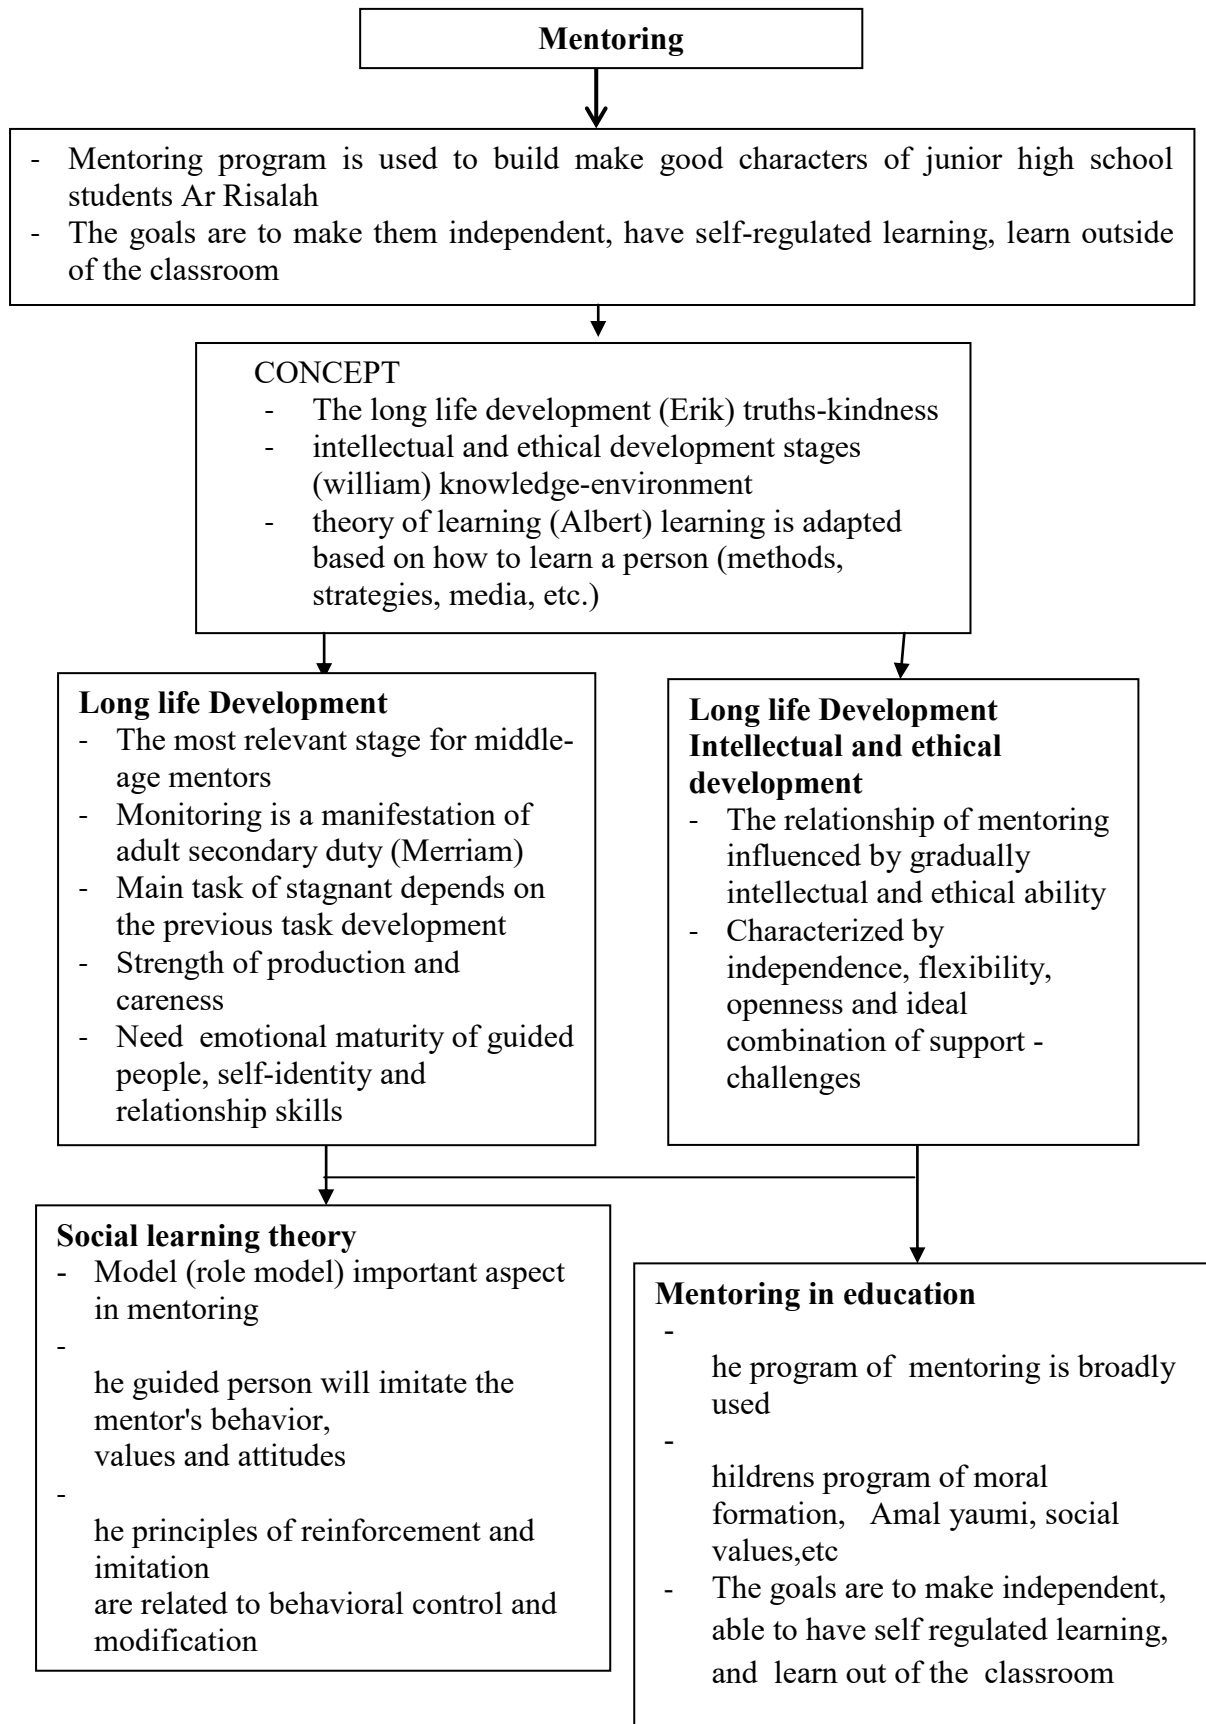 Mentoring
- Mentoring program is used to build make good characters of junior high school
students Ar Risalah
- The goals are to make them independent, have self-regulated learning, learn outside
of the classroom
CONCEPT
- The long life development (Erik) truths-kindness
- intellectual and ethical development stages
(william) knowledge-environment
- theory of learning (Albert) learning is adapted
based on how to learn a person (methods,
strategies, media, etc.)
Long life Development
- The most relevant stage for middle-
age mentors
- Monitoring is a manifestation of
adult secondary duty (Merriam)
- Main task of stagnant depends on
the previous task development
- Strength of production and
careness
- Need emotional maturity of guided
people, self-identity and
relationship skills
Long life Development
Intellectual and ethical
development
- The relationship of mentoring
influenced by gradually
intellectual and ethical ability
- Characterized by
independence, flexibility,
openness and ideal
combination of support -
challenges
Social learning theory
- Model (role model) important aspect
in mentoring
-
he guided person will imitate the
mentor's behavior,
values and attitudes
-
he principles of reinforcement and
imitation
are related to behavioral control and
modification
Mentoring in education
-
he program of mentoring is broadly
used
-
hildrens program of moral
formation, Amal yaumi, social
values,etc
- The goals are to make independent,
able to have self regulated learning,
and learn out of the classroom